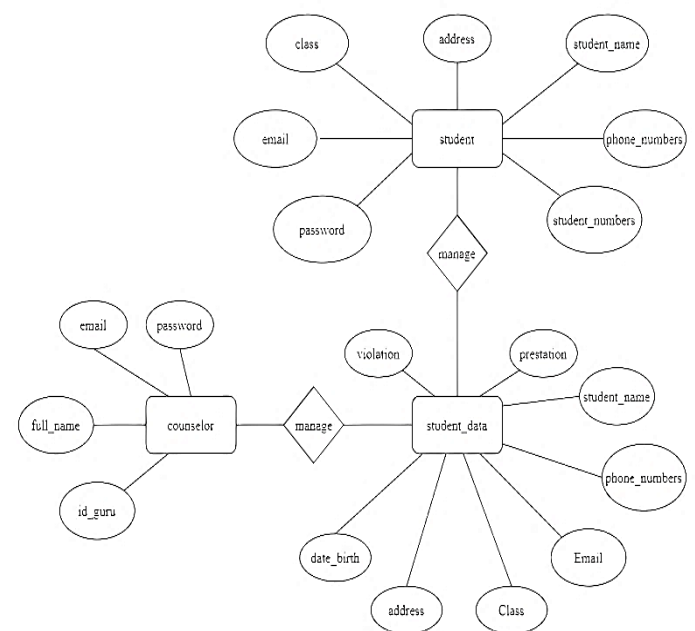 address
class
student_name
email
student
phone_numbers
student_numbers
password
manage
email
password
violation
prestation
student_name
full_name
counselor
manage
student_data
phone_numbers
id_guru
date_birth
Email
address
Class